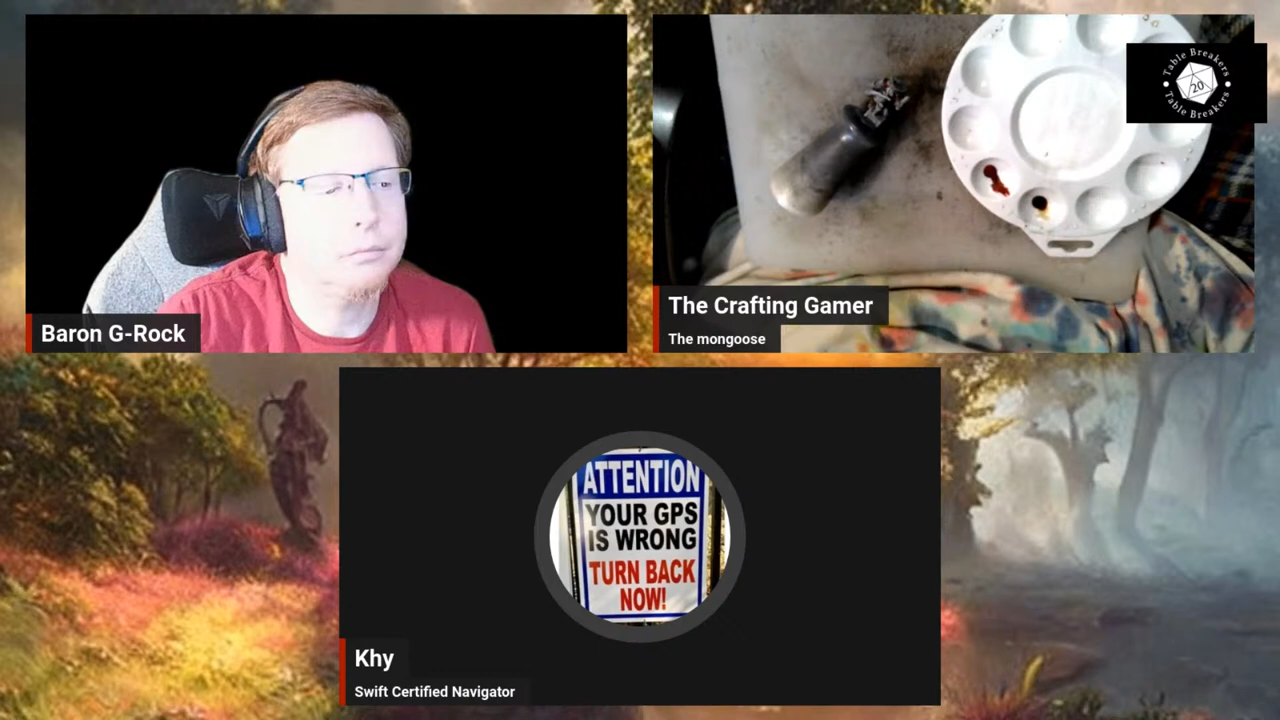 Baron G-Rock
The Crafting Gamer
The mongoose
Table Breakers
20
Table Breakers
ATTENTION
YOUR GPS
IS WRONG
TURN BACK
NOW!
Khy
Swift Certified Navigator